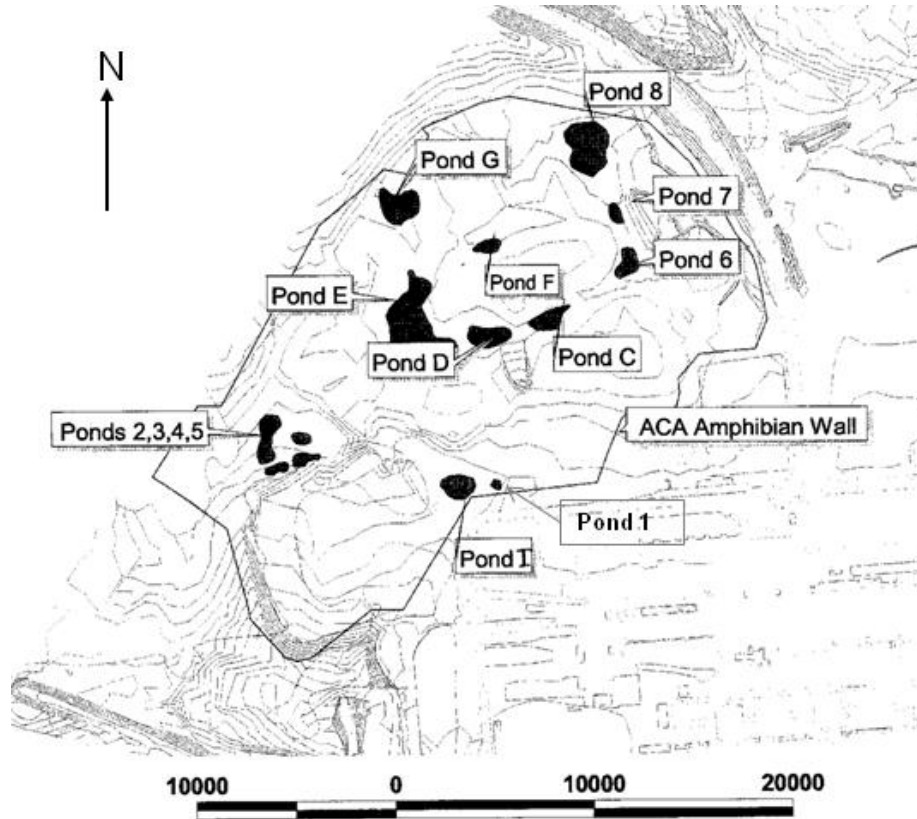 N
Pond 8
Pond G
Pond 7
Pond 6
Pond F
Pond E
Pond D
Pond C
Ponds 2,3,4,5
ACA Amphibian Wall
Pond 1
Pond I
10000 0 10000 20000